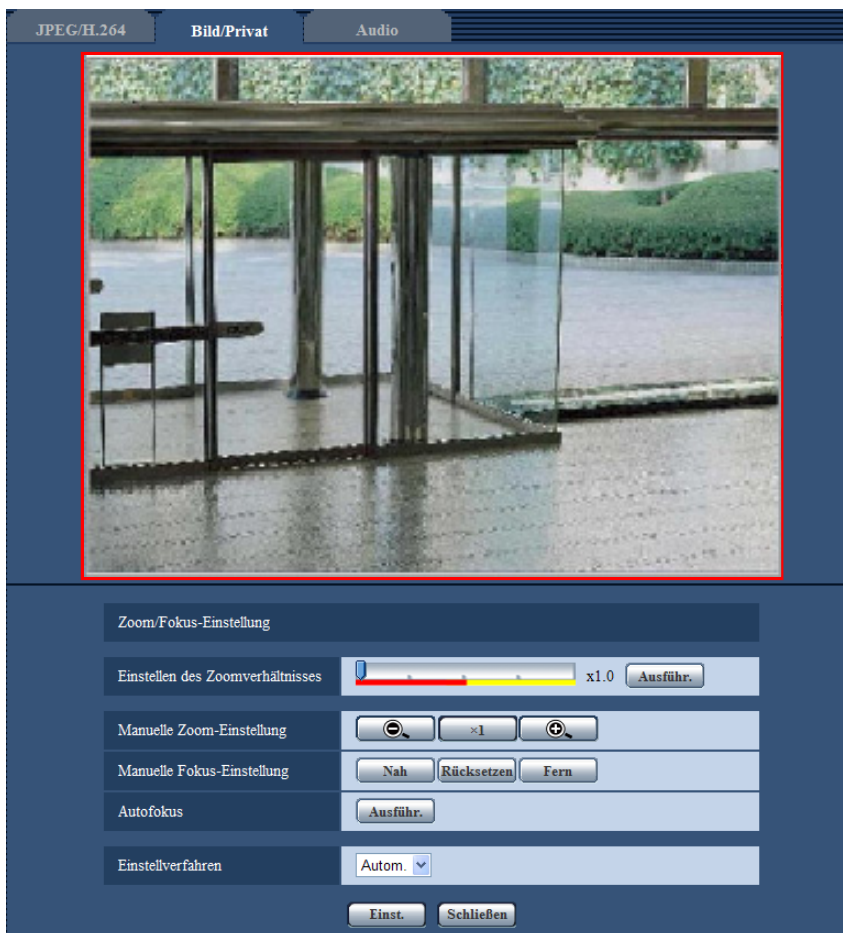 JPEG/H.264 Bild/Privat Audio
Zoom/Fokus-Einstellung
Einstellen des Zoomverhältnisses x1.0 Ausführ.
Manuelle Zoom-Einstellung ×1
Manuelle Fokus-Einstellung Nah Rücksetzen Fern
Autofokus Ausführ.
Einstellverfahren Autom.
Einst. Schließen